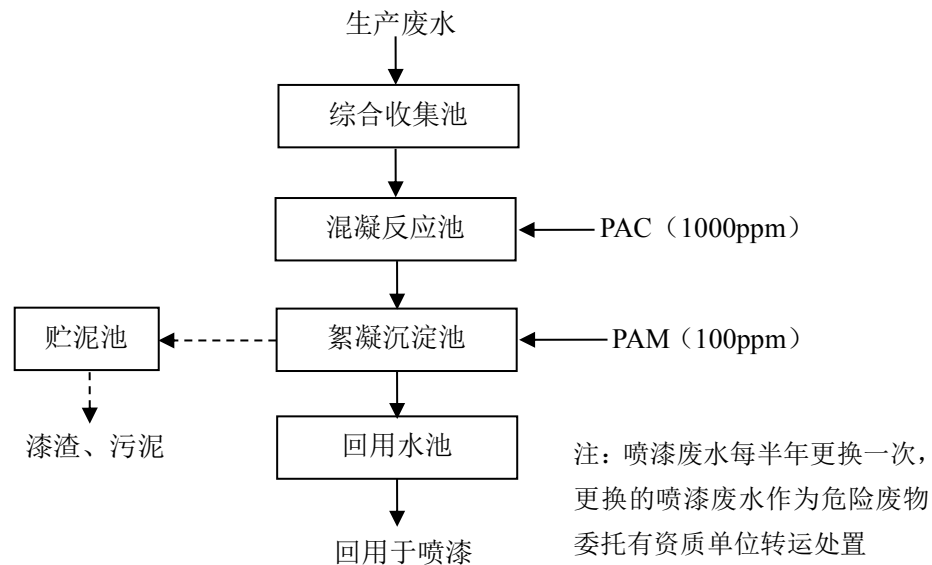 生产废水
综合收集池
混凝反应池
PAC（1000ppm）
贮泥池
絮凝沉淀池
PAM（100ppm）
漆渣、污泥
回用水池
注：喷漆废水每半年更换一次，
更换的喷漆废水作为危险废物
委托有资质单位转运处置
回用于喷漆